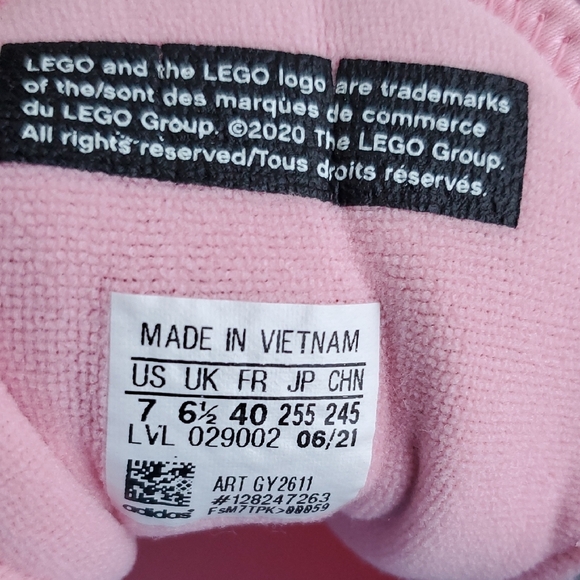 LEGO and the LEGO logo are trademarks
of the/sont des marques de commerce
du LEGO Group. ©2020 The LEGO Group.
All rights reserved/Tous droits réservés.
MADE IN VIETNAM
US UK FR JP CHN
7 6½ 40 255 245
LVL 029002 06/21
ART GY2611
#128247263
adidas FsM7TPK>00059